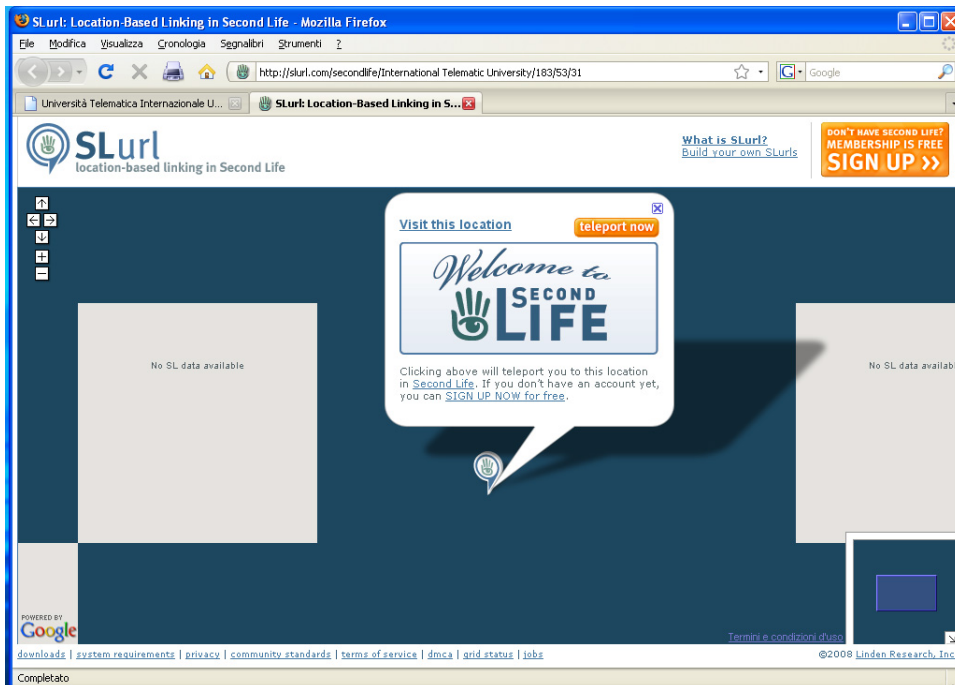 SLurl: Location-Based Linking in Second Life - Mozilla Firefox
File Modifica Visualizza Cronologia Segnalibri Strumenti ?
http://slurl.com/secondlife/International Telematic University/183/53/31
G Google
Università Telematica Internazionale U...
SLurl: Location-Based Linking in S...
SLurl
location-based linking in Second Life
What is SLurl?
Build your own SLurls
DON'T HAVE SECOND LIFE?
MEMBERSHIP IS FREE
SIGN UP >>
Visit this location
teleport now
Welcome to
SECOND
LIFE
Clicking above will teleport you to this location
in Second Life. If you don't have an account yet,
you can SIGN UP NOW for free.
No SL data available
No SL data availabl
POWERED BY
Google
Termini e condizioni d'uso
downloads | system requirements | privacy | community standards | terms of service | dmca | grid status | jobs
©2008 Linden Research, Inc
Completato